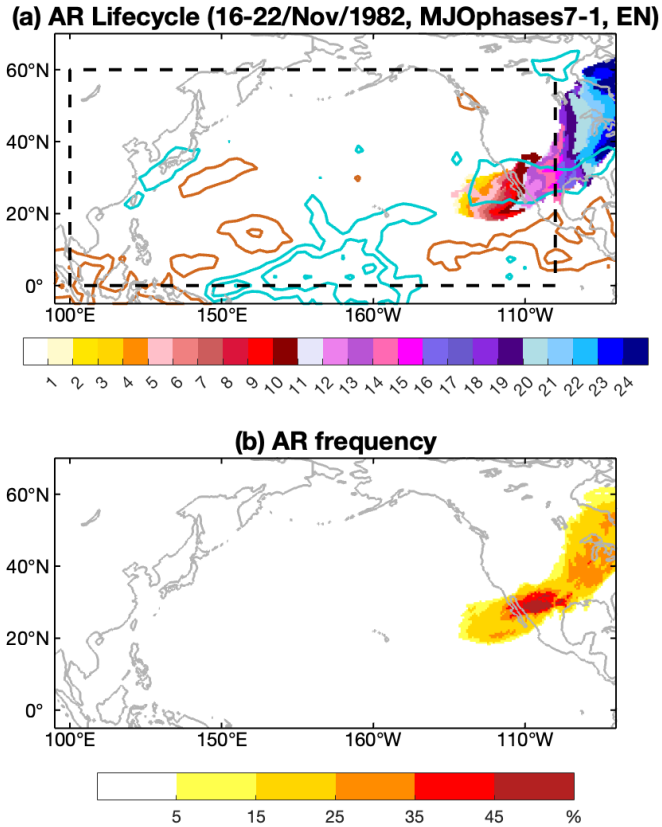 (a) AR Lifecycle (16-22/Nov/1982, MJOphases7-1, EN)
60°N
40°N
20°N
0°
100°E 150°E 160°W 110°W
1 2 3 4 5 6 7 8 9 10 11 12 13 14 15 16 17 18 19 20 21 22 23 24
(b) AR frequency
60°N
40°N
20°N
0°
100°E 150°E 160°W 110°W
5 15 25 35 45 %